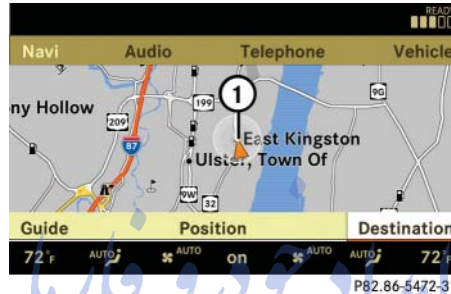 READY
Navi Audio Telephone Vehicle
9G
ny Hollow
199
1
209
East Kingston
87
Ulster, Town Of
9W
32
Guide Position Destination
72°F AUTO AUTO on AUTO AUTO 72°
P82.86-5472-3